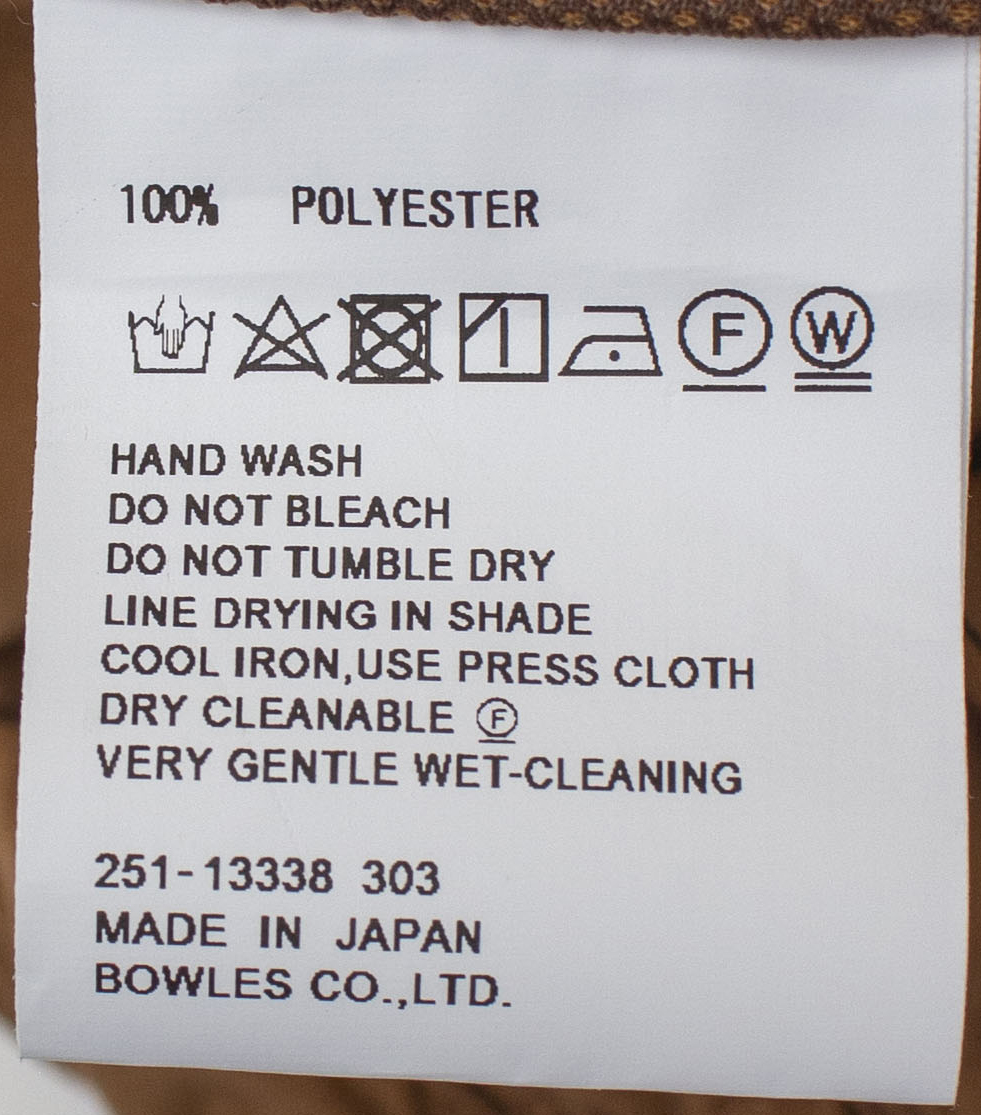 100% POLYESTER
F W
HAND WASH
DO NOT BLEACH
DO NOT TUMBLE DRY
LINE DRYING IN SHADE
COOL IRON,USE PRESS CLOTH
DRY CLEANABLE Ⓕ
VERY GENTLE WET-CLEANING
251-13338 303
MADE IN JAPAN
BOWLES CO.,LTD.